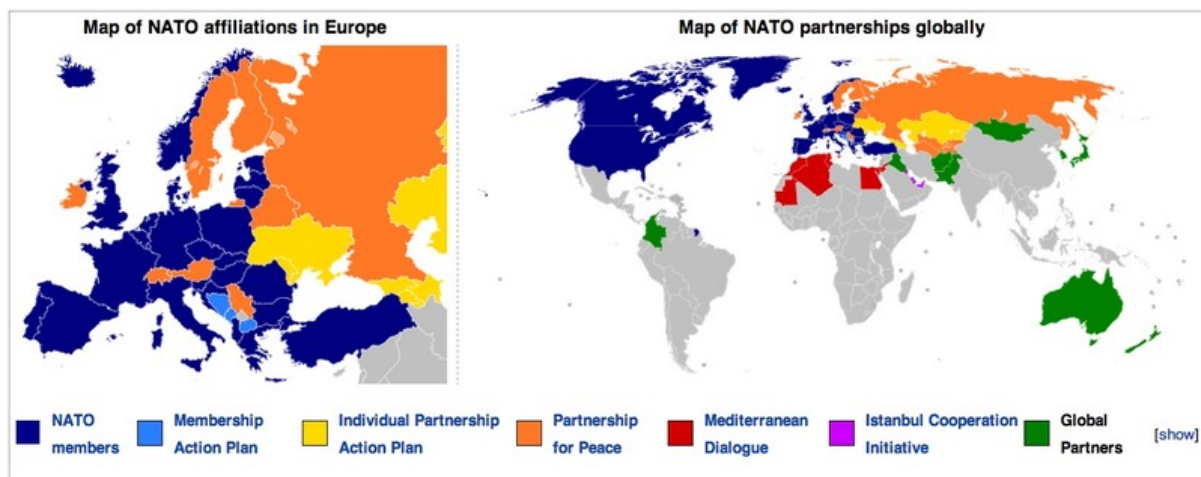 Map of NATO affiliations in Europe
Map of NATO partnerships globally
NATO
members
Membership
Action Plan
Individual Partnership
Action Plan
Partnership
for Peace
Mediterranean
Dialogue
Istanbul Cooperation
Initiative
Global
Partners
[show]